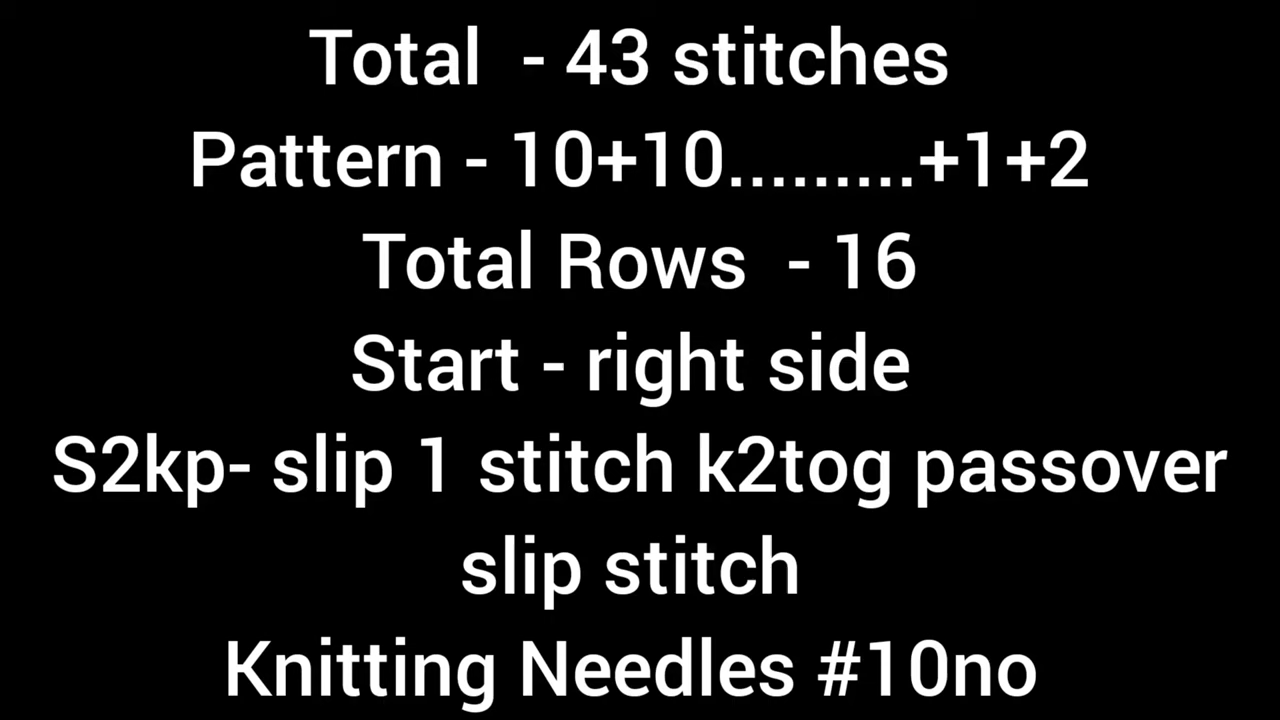 Total - 43 stitches
Pattern - 10+10.........+1+2
Total Rows - 16
Start - right side
S2kp- slip 1 stitch k2tog passover
slip stitch
Knitting Needles #10no